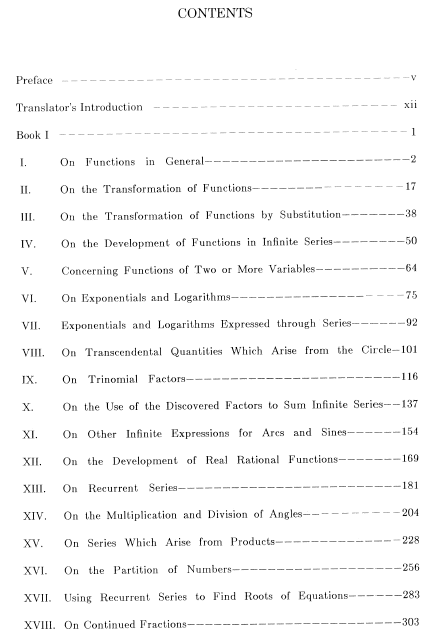 CONTENTS
Preface ---------- v
Translator's Introduction ---------- xii
Book I ---------- 1
I. On Functions in General ---------- 2
II. On the Transformation of Functions ---------- 17
III. On the Transformation of Functions by Substitution ---------- 38
IV. On the Development of Functions in Infinite Series ---------- 50
V. Concerning Functions of Two or More Variables ---------- 64
VI. On Exponentials and Logarithms ---------- 75
VII. Exponentials and Logarithms Expressed through Series ---------- 92
VIII. On Transcendental Quantities Which Arise from the Circle -- 101
IX. On Trinomial Factors ---------- 116
X. On the Use of the Discovered Factors to Sum Infinite Series -- 137
XI. On Other Infinite Expressions for Arcs and Sines ---------- 154
XII. On the Development of Real Rational Functions ---------- 169
XIII. On Recurrent Series ---------- 181
XIV. On the Multiplication and Division of Angles ---------- 204
XV. On Series Which Arise from Products ---------- 228
XVI. On the Partition of Numbers ---------- 256
XVII. Using Recurrent Series to Find Roots of Equations ---------- 283
XVIII. On Continued Fractions ---------- 303